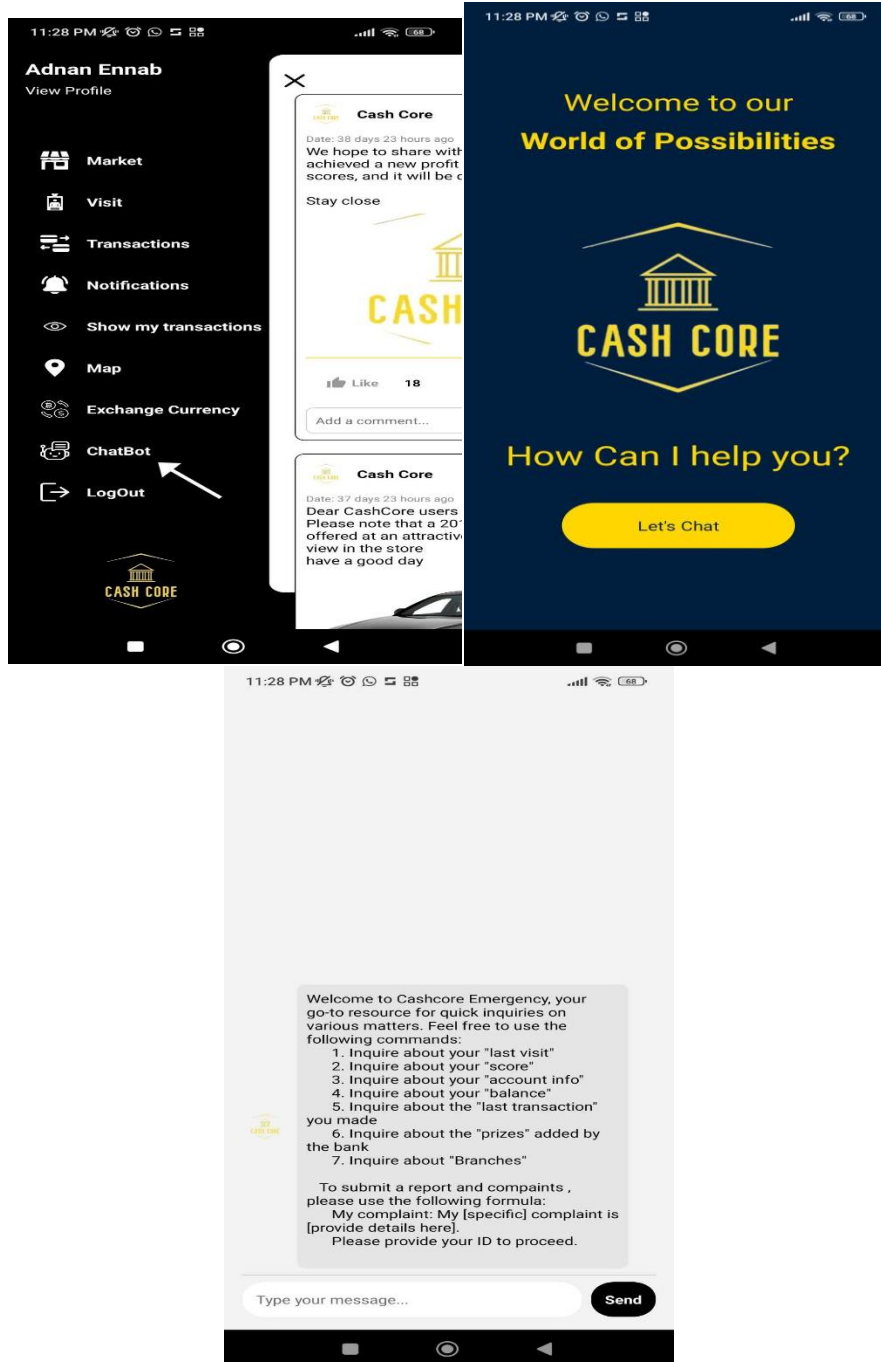 11:28 PM
68
Adnan Ennab
View Profile
Market
Visit
Transactions
Notifications
Show my transactions
Map
Exchange Currency
ChatBot
LogOut
CASH CORE
CASH CORE
Cash Core
Date: 38 days 23 hours ago
We hope to share with
achieved a new profit
scores, and it will be
Stay close
CASH
Like 18
Add a comment...
Cash Core
Date: 37 days 23 hours ago
Dear CashCore users
Please note that a 201
offered at an attractiv
view in the store
have a good day
11:28 PM
68
Welcome to our
World of Possibilities
CASH CORE
How Can I help you?
Let's Chat
11:28 PM
68
Welcome to Cashcore Emergency, your
go-to resource for quick inquiries on
various matters. Feel free to use the
following commands:
1. Inquire about your "last visit"
2. Inquire about your "score"
3. Inquire about your "account info"
4. Inquire about your "balance"
5. Inquire about the "last transaction"
you made
6. Inquire about the "prizes" added by
the bank
7. Inquire about "Branches"
To submit a report and compaints ,
please use the following formula:
My complaint: My [specific] complaint is
[provide details here].
Please provide your ID to proceed.
CASH CORE
Type your message...
Send